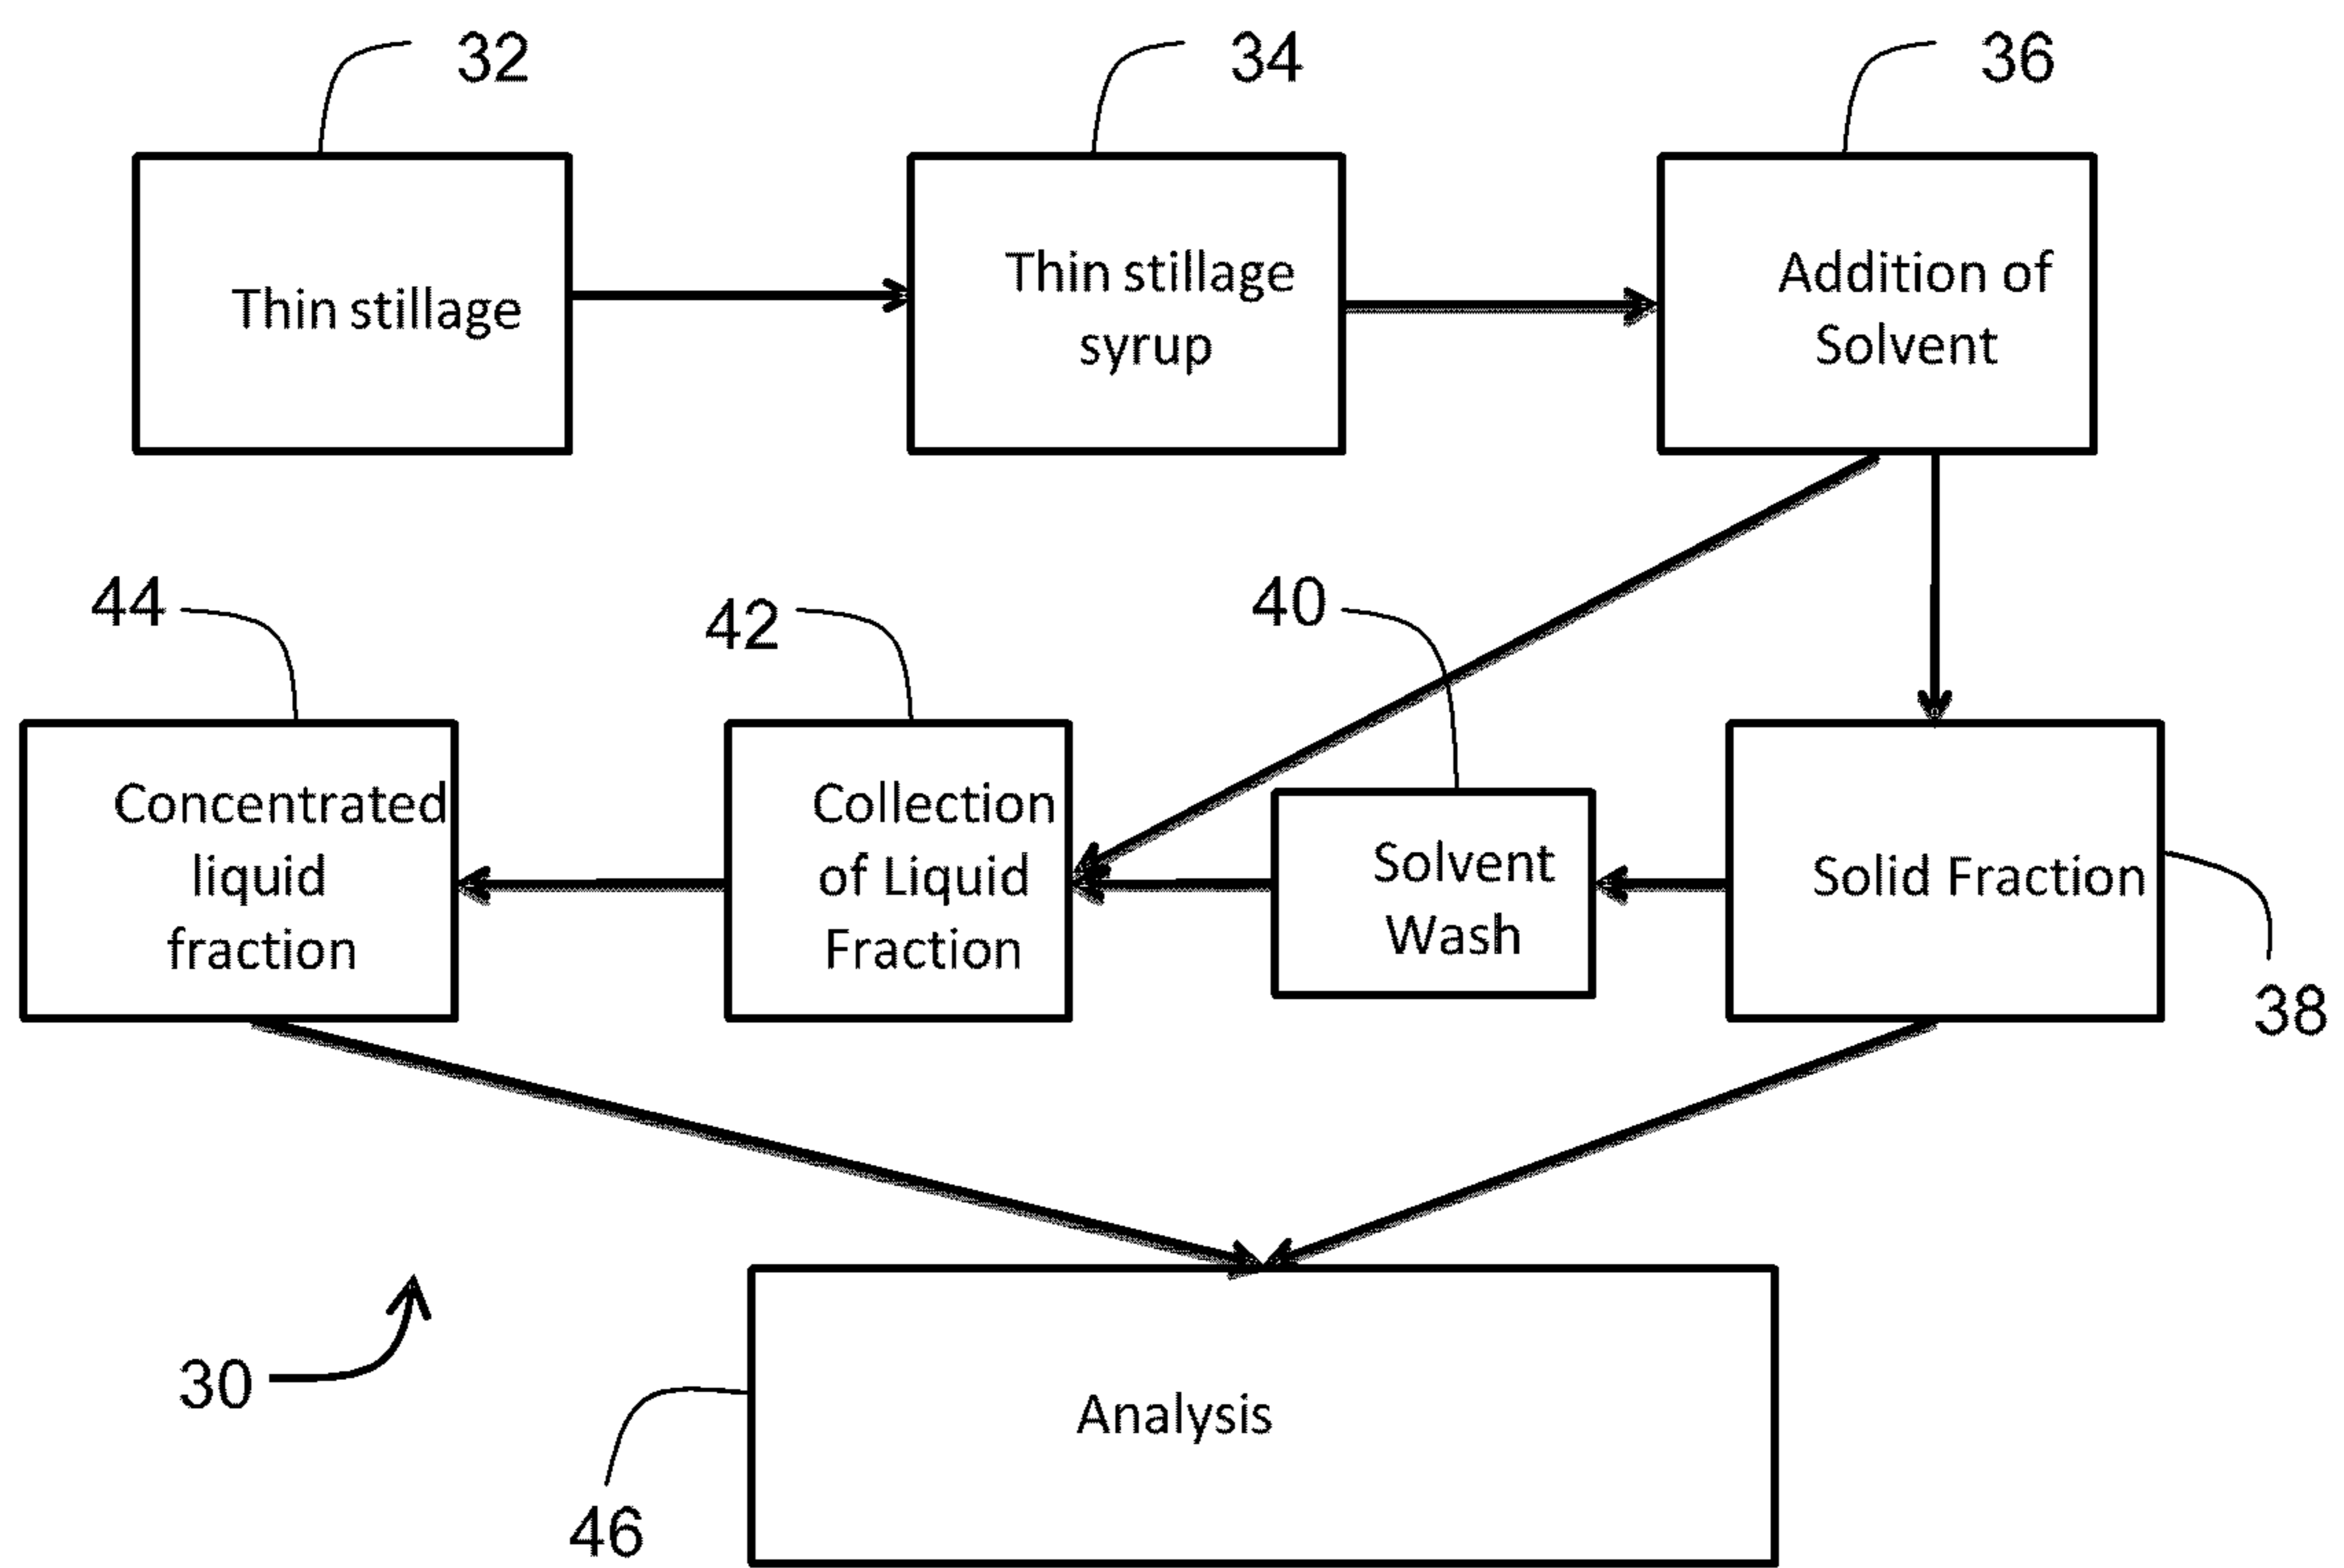 32
34
36
Thin stillage
Thin stillage
syrup
Addition of
Solvent
44
42
40
Concentrated
liquid
fraction
Collection
of Liquid
Fraction
Solvent
Wash
Solid Fraction
38
30
Analysis
46